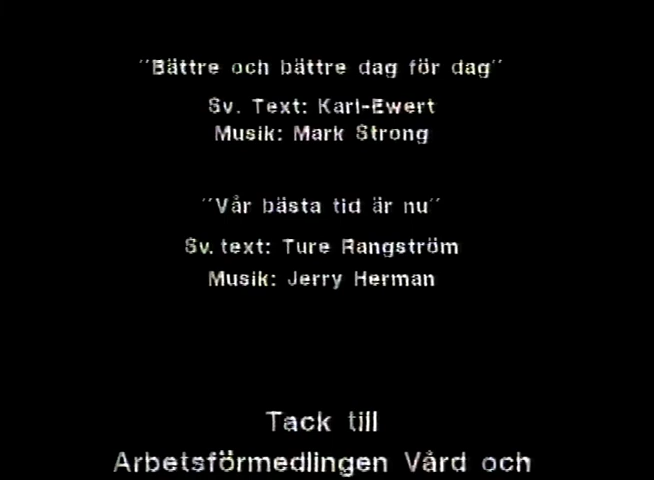 "Bättre och bättre dag för dag"
Sv. Text: Karl-Ewert
Musik: Mark Strong
"Vår bästa tid är nu"
Sv. text: Ture Rangström
Musik: Jerry Herman
Tack till
Arbetsförmedlingen Vård och